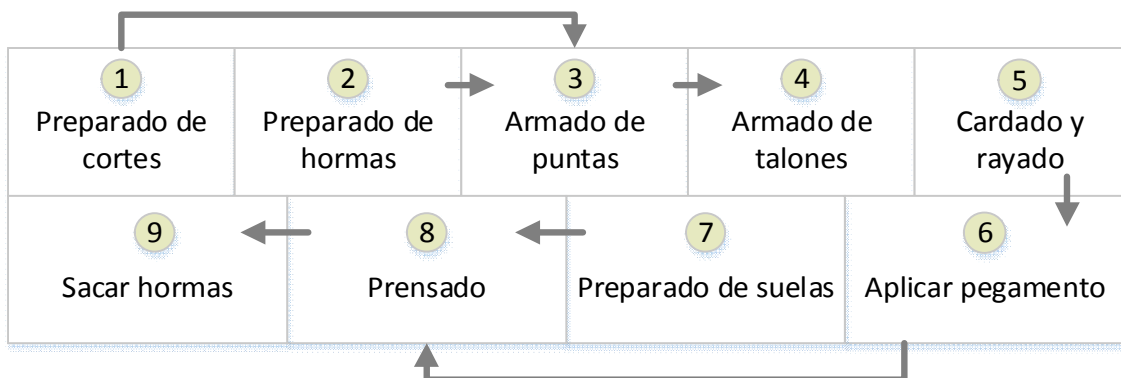 1
Preparado de
cortes
2
Preparado de
hormas
3
Armado de
puntas
4
Armado de
talones
5
Cardado y
rayado
9
Sacar hormas
8
Prensado
7
Preparado de suelas
6
Aplicar pegamento